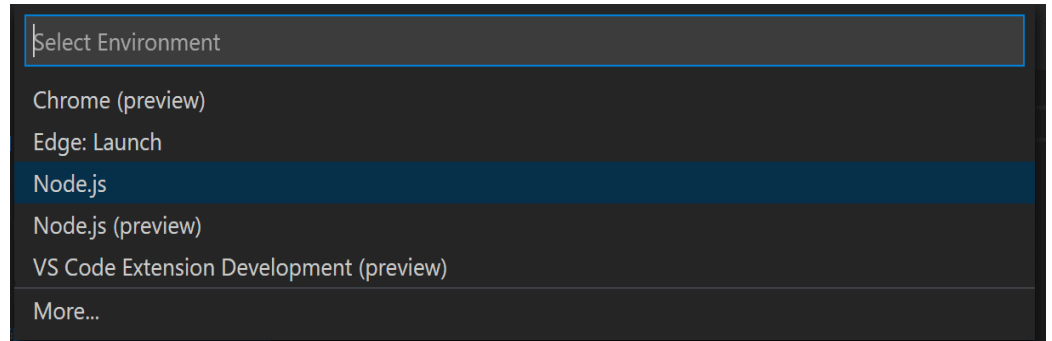 Select Environment
Chrome (preview)
Edge: Launch
Node.js
Node.js (preview)
VS Code Extension Development (preview)
More...